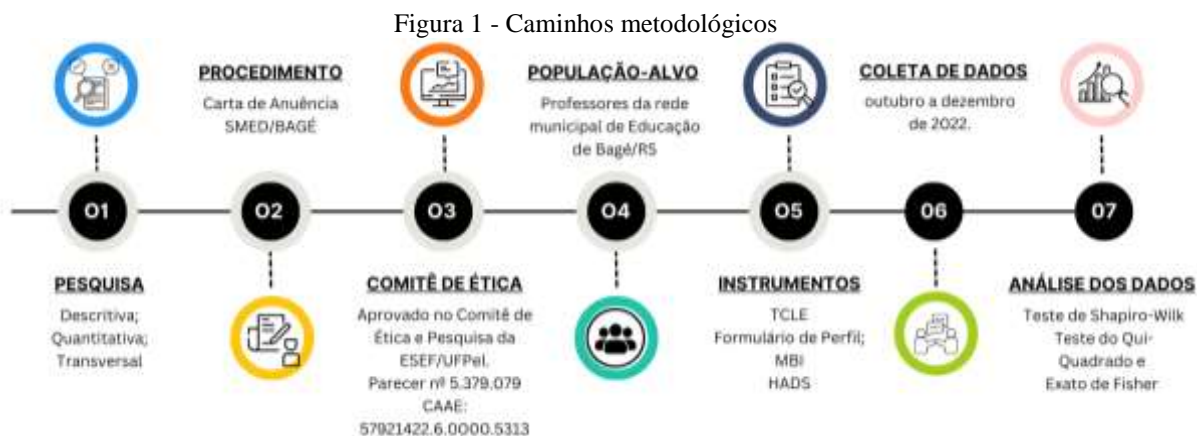 Figura 1 - Caminhos metodológicos
01
PESQUISA
Descritiva;
Quantitativa;
Transversal
PROCEDIMENTO
Carta de Anuência
SMED/BAGÉ
02
03
COMITÊ DE ÉTICA
Aprovado no Comitê de
Ética e Pesquisa da
ESEF/UFPel.
Parecer nº 5.379.079
CAAE:
57921422.6.0000.5313
POPULAÇÃO-ALVO
Professores da rede
municipal de Educação
de Bagé/RS
04
05
INSTRUMENTOS
TCLE
Formulário de Perfil;
MBI
HADS
COLETA DE DADOS
outubro a dezembro
de 2022.
06
07
ANÁLISE DOS DADOS
Teste de Shapiro-Wilk
Teste do Qui-
Quadrado e
Exato de Fisher